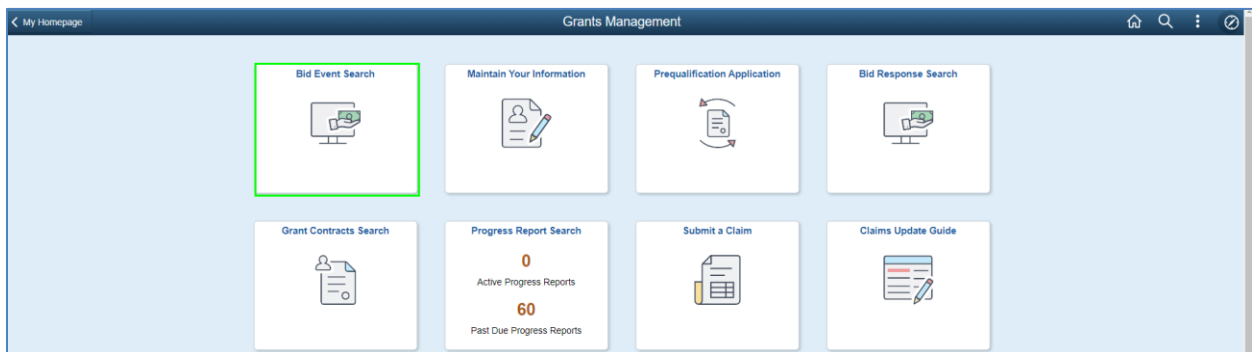 My Homepage
Grants Management
Bid Event Search
Maintain Your Information
Prequalification Application
Bid Response Search
Grant Contracts Search
Progress Report Search
0
Active Progress Reports
60
Past Due Progress Reports
Submit a Claim
Claims Update Guide